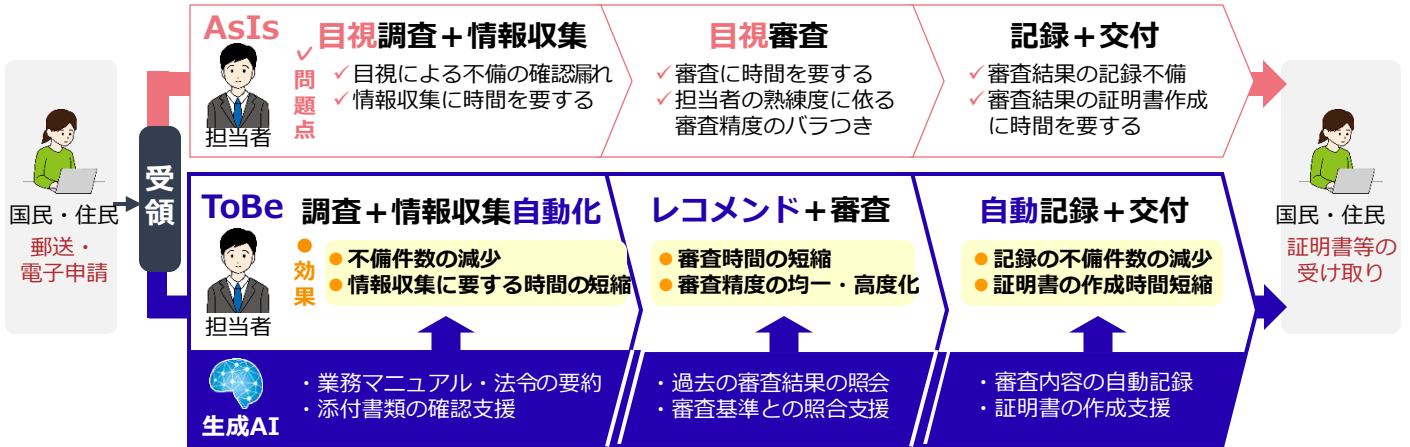 国民・住民
郵送・
電子申請
受領
AsIs
担当者
✓問題点
目視調査＋情報収集
✓目視による不備の確認漏れ
✓情報収集に時間を要する
目視審査
✓審査に時間を要する
✓担当者の熟練度に依る
審査精度のバラつき
記録＋交付
✓審査結果の記録不備
✓審査結果の証明書作成
に時間を要する
ToBe
担当者
●効果
調査＋情報収集自動化
●不備件数の減少
●情報収集に要する時間の短縮
レコメンド＋審査
●審査時間の短縮
●審査精度の均一・高度化
自動記録＋交付
●記録の不備件数の減少
●証明書の作成時間短縮
生成AI
・業務マニュアル・法令の要約
・添付書類の確認支援
・過去の審査結果の照会
・審査基準との照合支援
・審査内容の自動記録
・証明書の作成支援
国民・住民
証明書等の
受け取り